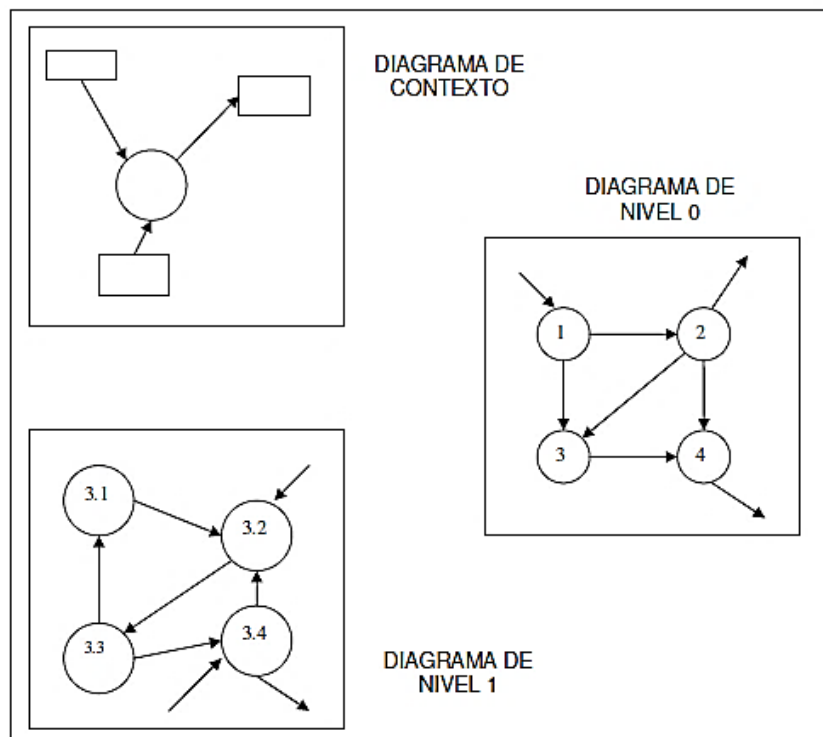 DIAGRAMA DE
CONTEXTO
DIAGRAMA DE
NIVEL 0
1
2
3
4
3.1
3.2
3.3
3.4
DIAGRAMA DE
NIVEL 1